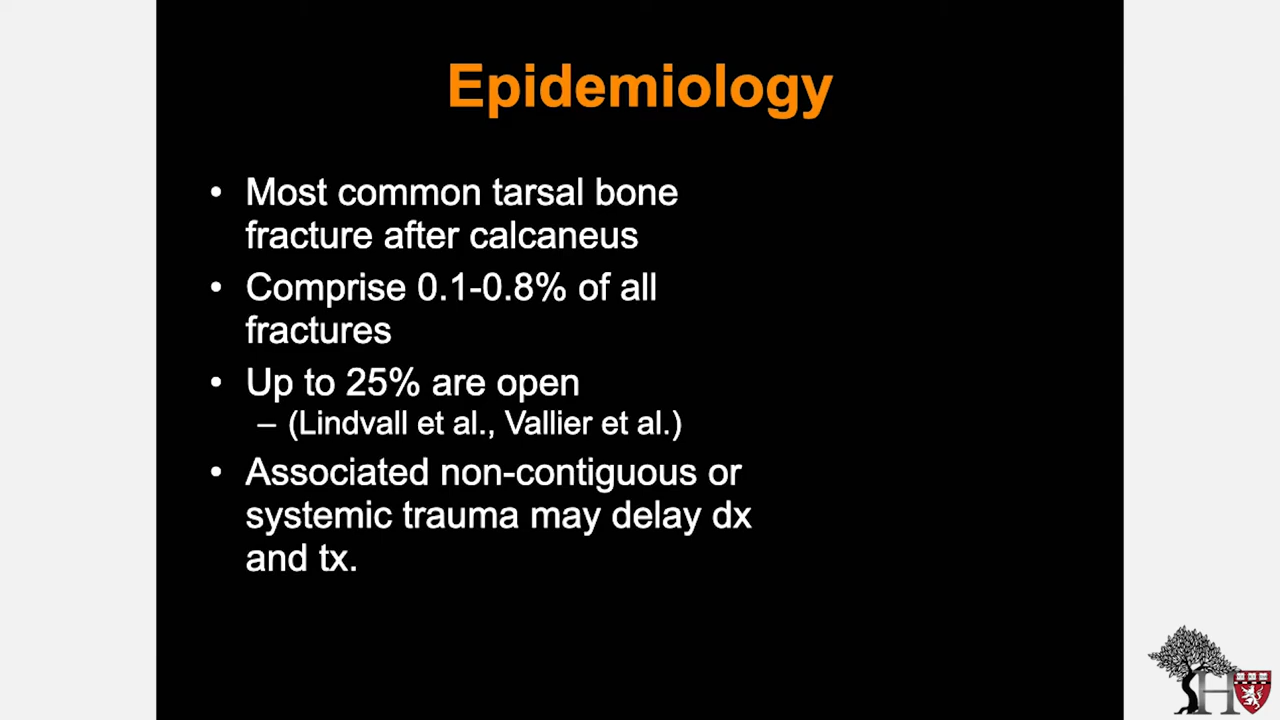 Epidemiology
• Most common tarsal bone
fracture after calcaneus
• Comprise 0.1-0.8% of all
fractures
• Up to 25% are open
– (Lindvall et al., Vallier et al.)
• Associated non-contiguous or
systemic trauma may delay dx
and tx.
H